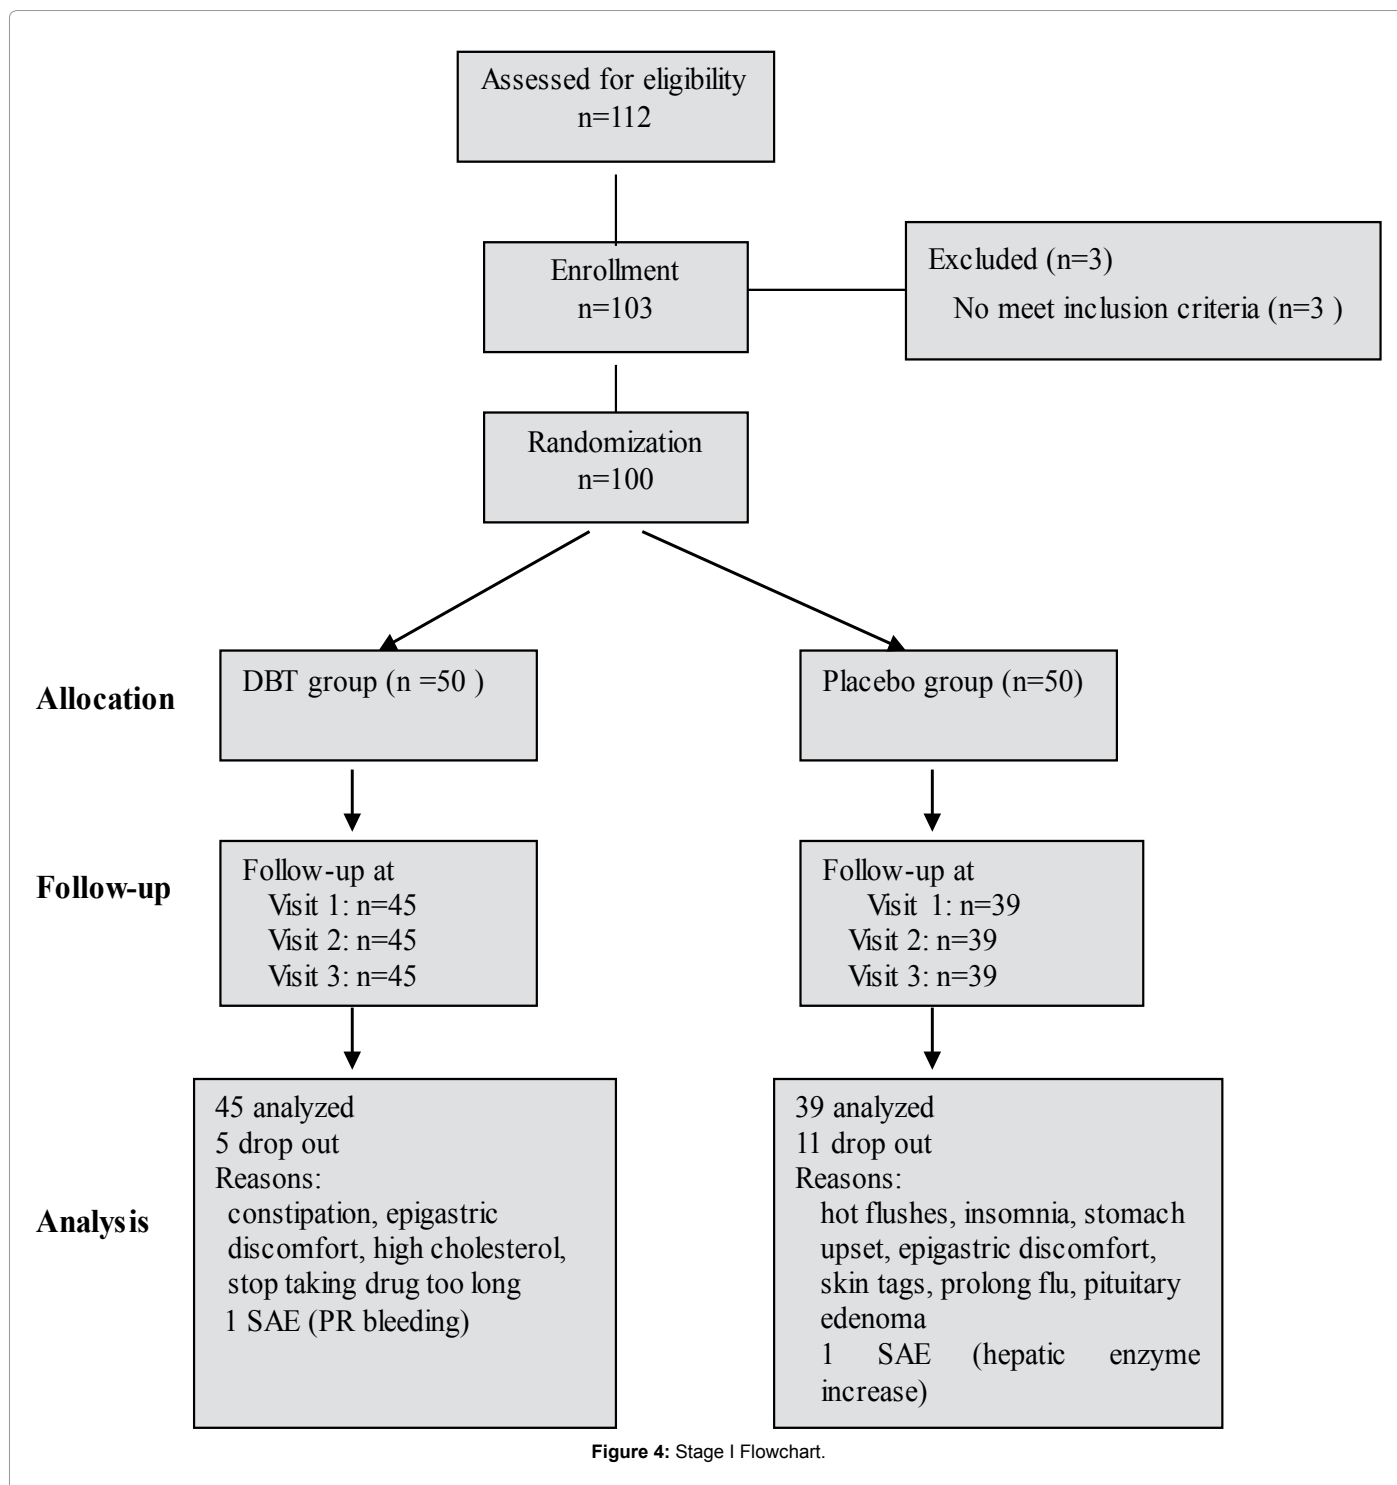 Assessed for eligibility
n=112
Enrollment
n=103
Excluded (n=3)
No meet inclusion criteria (n=3 )
Randomization
n=100
Allocation
DBT group (n =50 )
Placebo group (n=50)
Follow-up
Follow-up at
Visit 1: n=45
Visit 2: n=45
Visit 3: n=45
Follow-up at
Visit 1: n=39
Visit 2: n=39
Visit 3: n=39
Analysis
45 analyzed
5 drop out
Reasons:
constipation, epigastric
discomfort, high cholesterol,
stop taking drug too long
1 SAE (PR bleeding)
39 analyzed
11 drop out
Reasons:
hot flushes, insomnia, stomach
upset, epigastric discomfort,
skin tags, prolong flu, pituitary
edenoma
1 SAE (hepatic enzyme
increase)
Figure 4: Stage I Flowchart.